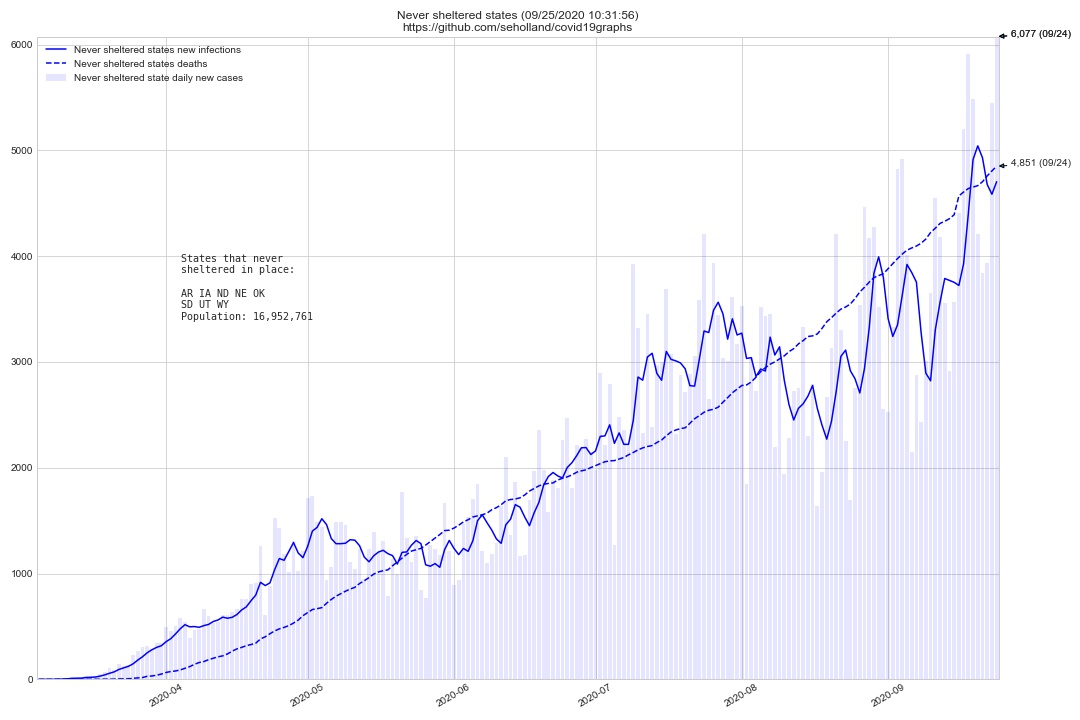 Never sheltered states (09/25/2020 10:31:56)
https://github.com/seholland/covid19graphs
6,077 (09/24)
Never sheltered states new infections
Never sheltered states deaths
Never sheltered state daily new cases
6000
5000
4,851 (09/24)
4000
States that never
sheltered in place:
AR IA ND NE OK
SD UT WY
Population: 16,952,761
3000
2000
1000
0
2020-04
2020-05
2020-06
2020-07
2020-08
2020-09